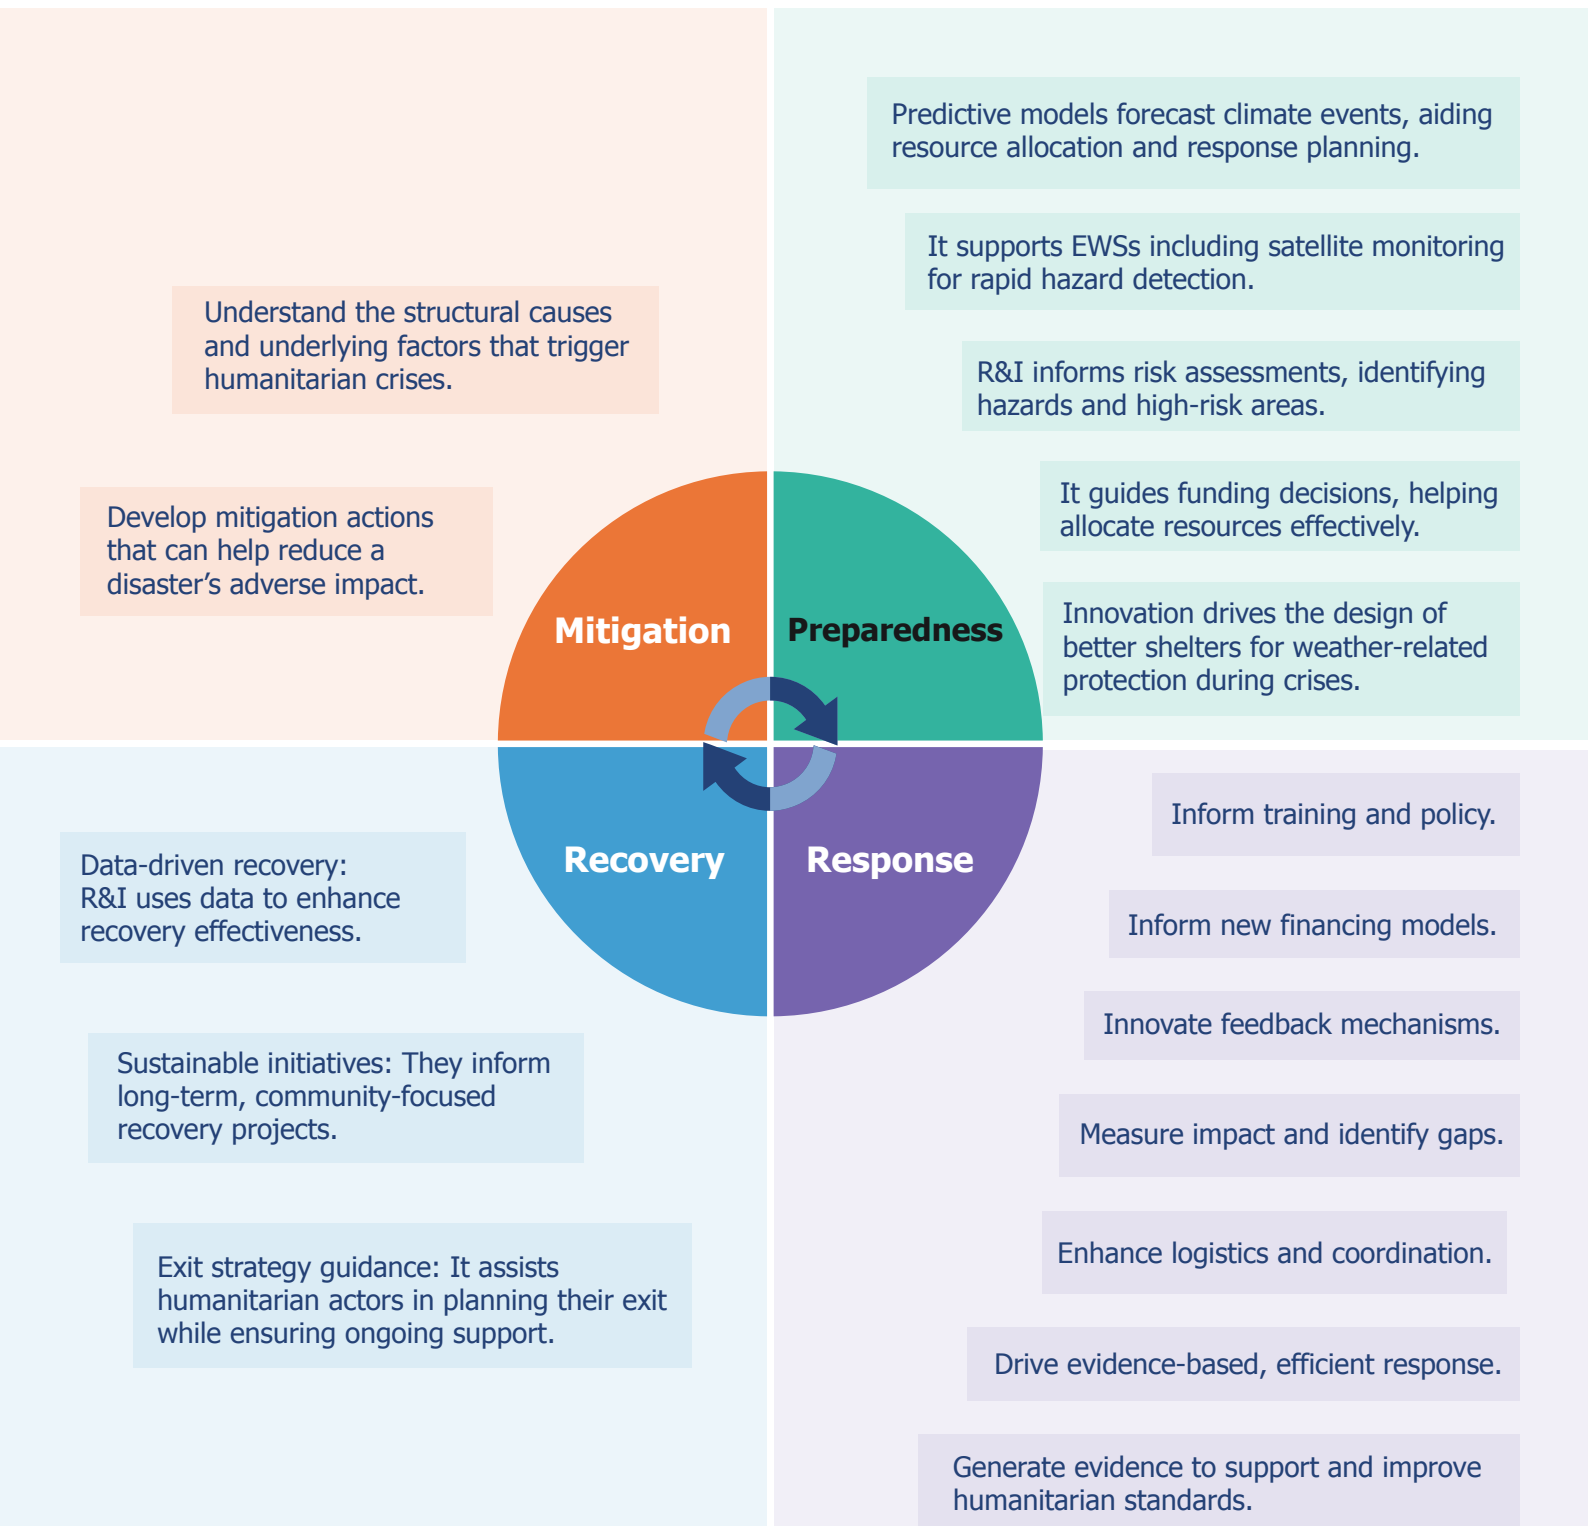 Understand the structural causes
and underlying factors that trigger
humanitarian crises.
Develop mitigation actions
that can help reduce a
disaster’s adverse impact.
Mitigation
Predictive models forecast climate events, aiding
resource allocation and response planning.
It supports EWSs including satellite monitoring
for rapid hazard detection.
R&I informs risk assessments, identifying
hazards and high-risk areas.
It guides funding decisions, helping
allocate resources effectively.
Innovation drives the design of
better shelters for weather-related
protection during crises.
Preparedness
Recovery
Data-driven recovery:
R&I uses data to enhance
recovery effectiveness.
Sustainable initiatives: They inform
long-term, community-focused
recovery projects.
Exit strategy guidance: It assists
humanitarian actors in planning their exit
while ensuring ongoing support.
Response
Inform training and policy.
Inform new financing models.
Innovate feedback mechanisms.
Measure impact and identify gaps.
Enhance logistics and coordination.
Drive evidence-based, efficient response.
Generate evidence to support and improve
humanitarian standards.